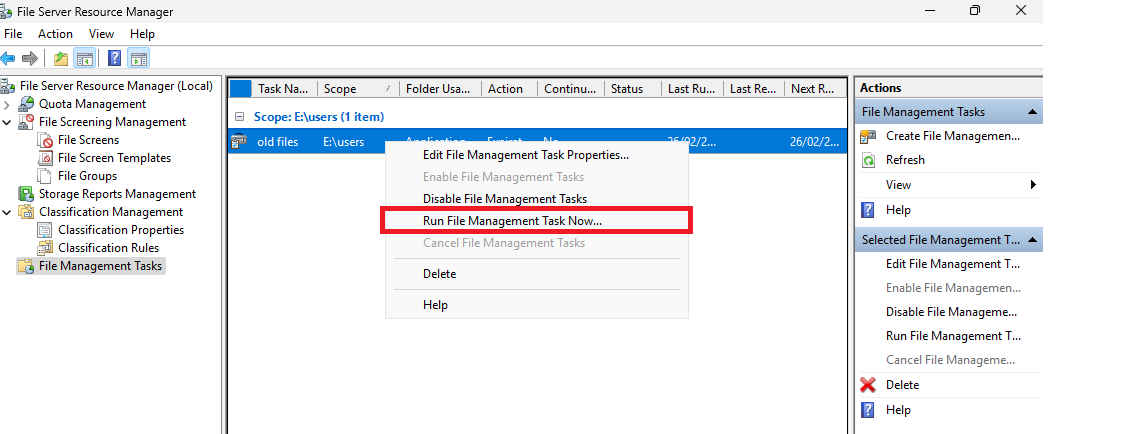 File Server Resource Manager
File Action View Help
File Server Resource Manager (Local)
Quota Management
File Screening Management
File Screens
File Screen Templates
File Groups
Storage Reports Management
Classification Management
Classification Properties
Classification Rules
File Management Tasks
Task Na... Scope Folder Usa... Action Continu... Status Last Ru... Last Re... Next R...
Scope: E:\users (1 item)
old files E:\users Application No 26/02/2... 26/02/2...
Edit File Management Task Properties...
Enable File Management Tasks
Disable File Management Tasks
Run File Management Task Now...
Cancel File Management Tasks
Delete
Help
Actions
File Management Tasks
Create File Managemen...
Refresh
View
Help
Selected File Management T...
Edit File Management T...
Enable File Managemen...
Disable File Manageme...
Run File Management T...
Cancel File Manageme...
Delete
Help